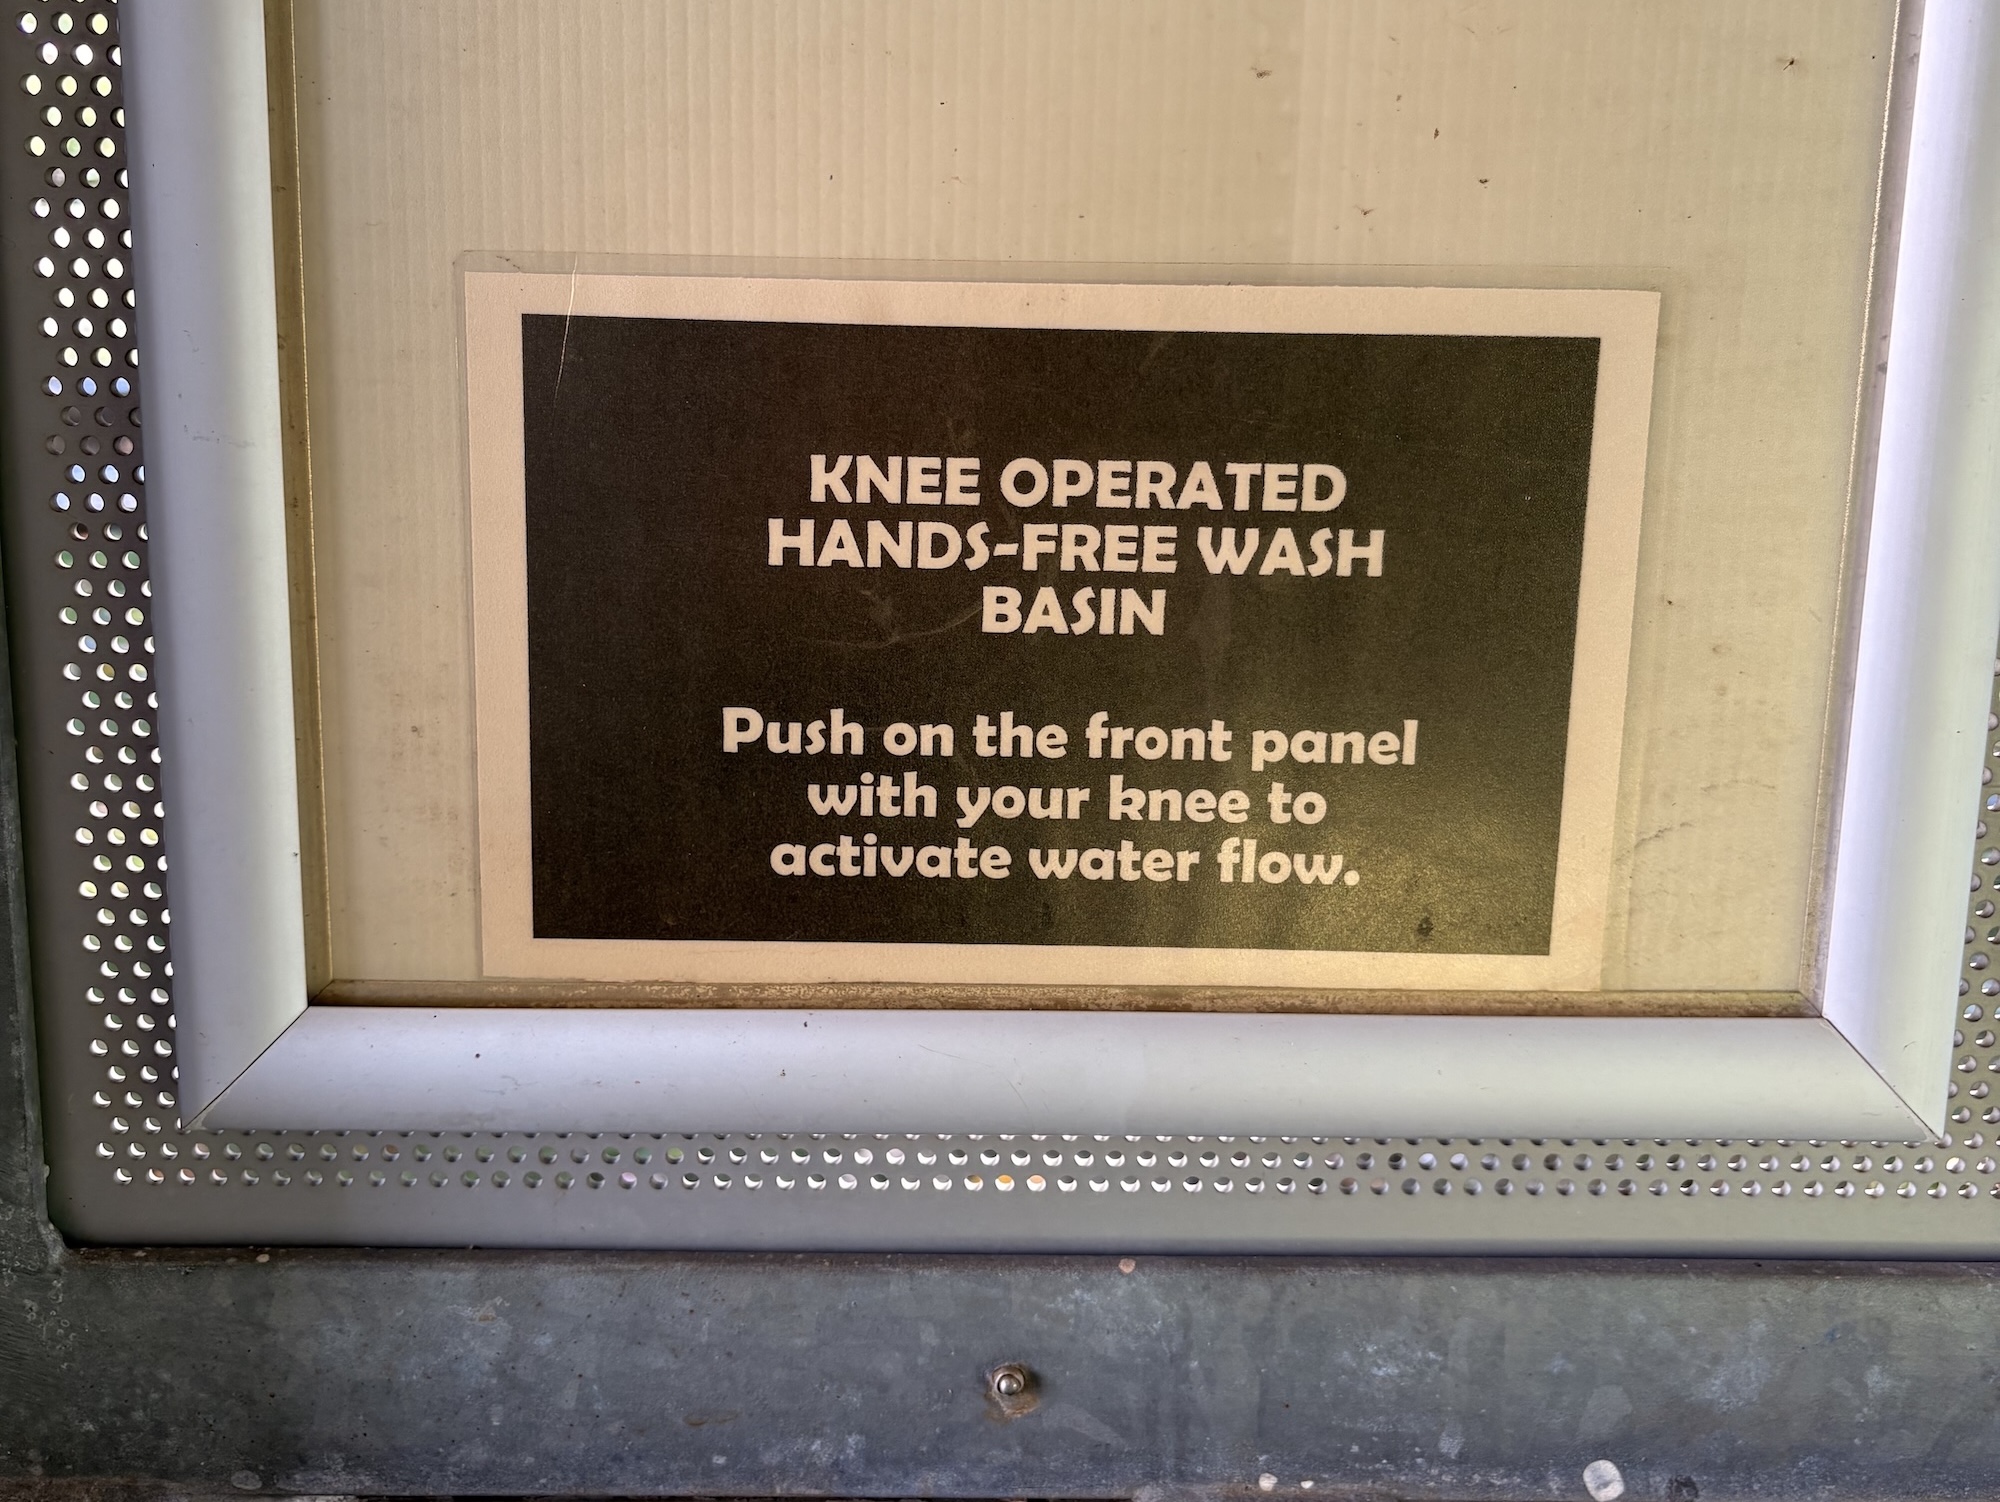 KNEE OPERATED
HANDS-FREE WASH
BASIN
Push on the front panel
with your knee to
activate water flow.